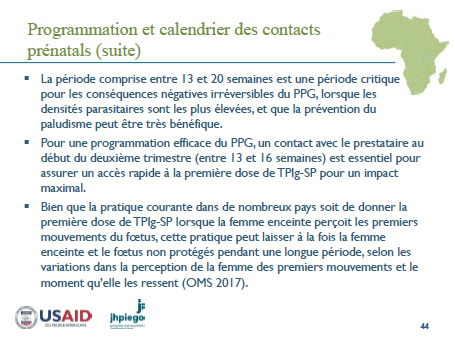 Programmation et calendrier des contacts
prénatals (suite)
▪ La période comprise entre 13 et 20 semaines est une période critique
pour les conséquences négatives irréversibles du PPG, lorsque les
densités parasitaires sont les plus élevées, et que la prévention du
paludisme peut être très bénéfique.
▪ Pour une programmation efficace du PPG, un contact avec le prestataire au
début du deuxième trimestre (entre 13 et 16 semaines) est essentiel pour
assurer un accès rapide à la première dose de TPIg-SP pour un impact
maximal.
▪ Bien que la pratique courante dans de nombreux pays soit de donner la
première dose de TPIg-SP lorsque la femme enceinte perçoit les premiers
mouvements du fœtus, cette pratique peut laisser à la fois la femme
enceinte et le fœtus non protégés pendant une longue période, selon les
variations dans la perception de la femme des premiers mouvements et le
moment qu'elle les ressent (OMS 2017).
USAID
jhpiego
44